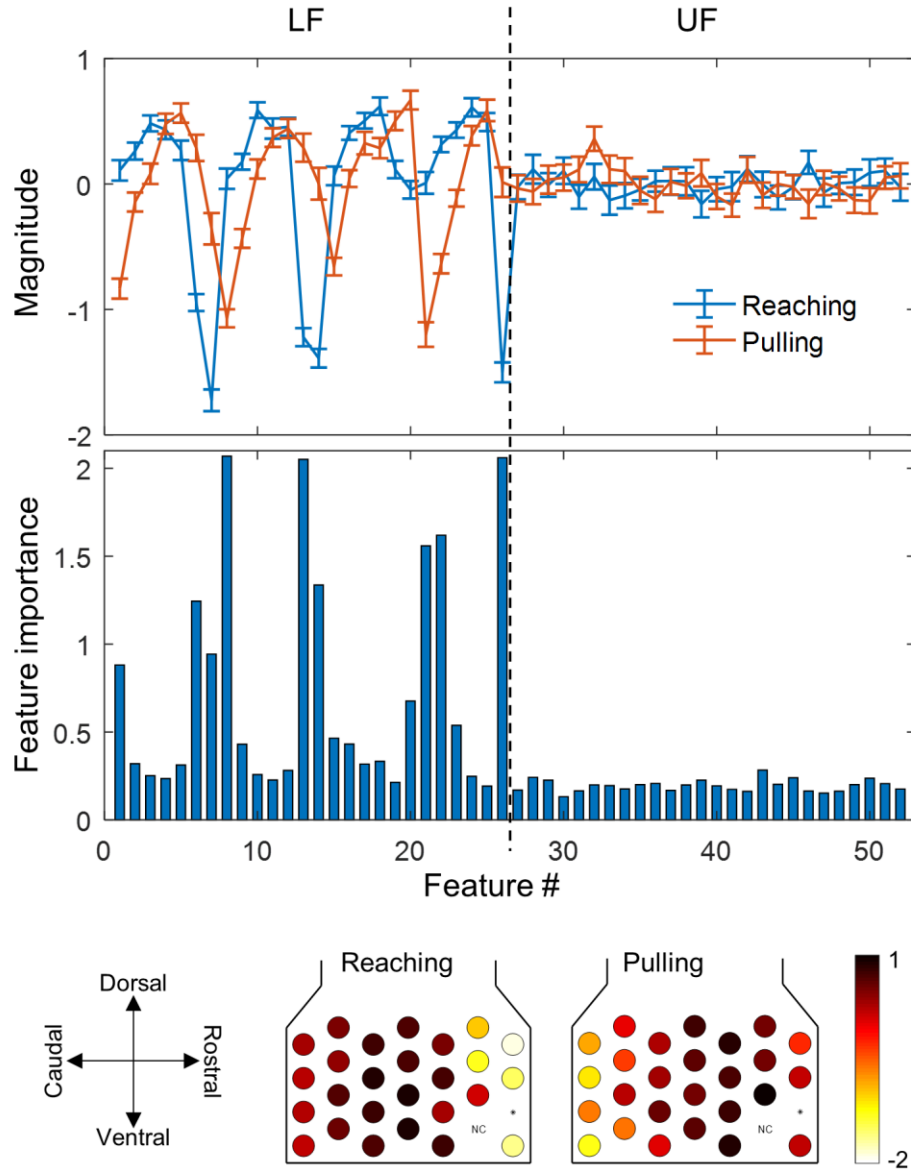 LF UF
1
0
-1
-2
Magnitude
Reaching
Pulling
2
1.5
1
0.5
0
Feature importance
0 10 20 30 40 50
Feature #
Dorsal
Caudal
Rostral
Ventral
Reaching
*
NC
Pulling
*
NC
1
-2